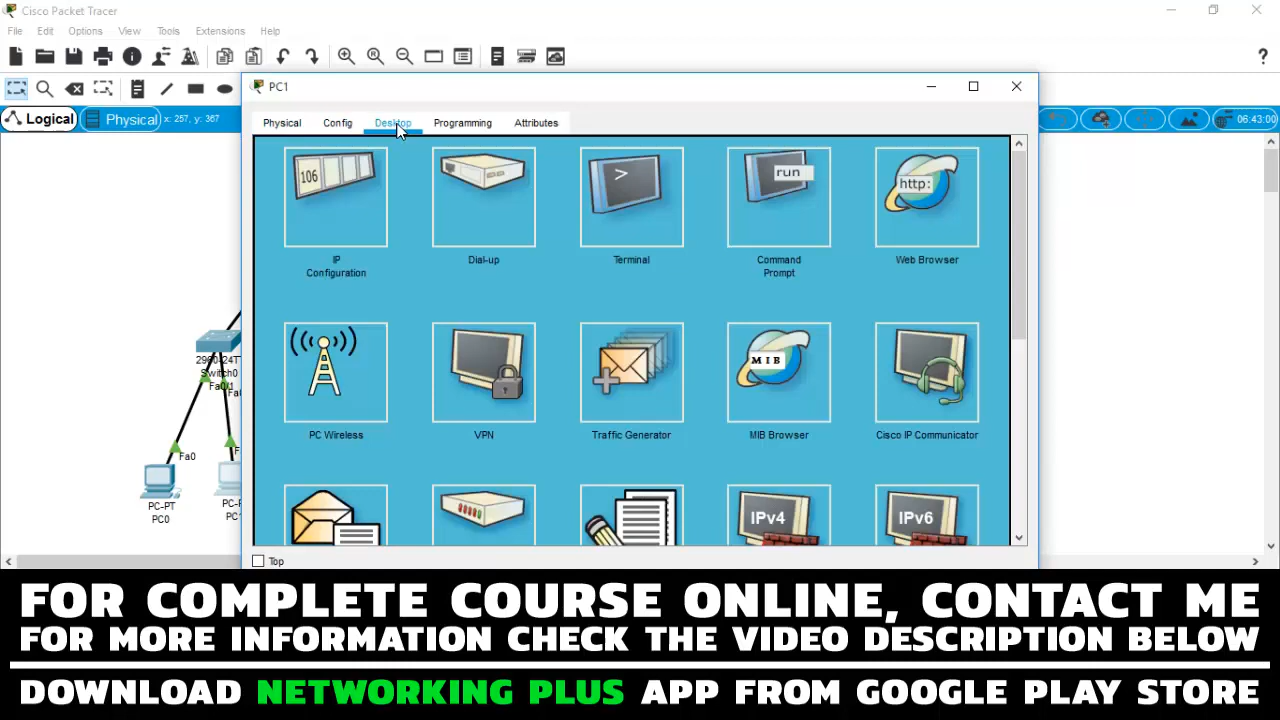 Cisco Packet Tracer
File Edit Options View Tools Extensions Help
Logical Physical x: 257, y: 367 06:43:00
PC1
Physical Config Desktop Programming Attributes
106
>
run
http:
IP
Configuration
Dial-up
Terminal
Command
Prompt
Web Browser
MIB
PC Wireless
VPN
Traffic Generator
MIB Browser
Cisco IP Communicator
IPv4
IPv6
Switch0
Fa0
PC-PT
PC0
Top
FOR COMPLETE COURSE ONLINE, CONTACT ME
FOR MORE INFORMATION CHECK THE VIDEO DESCRIPTION BELOW
DOWNLOAD NETWORKING PLUS APP FROM GOOGLE PLAY STORE